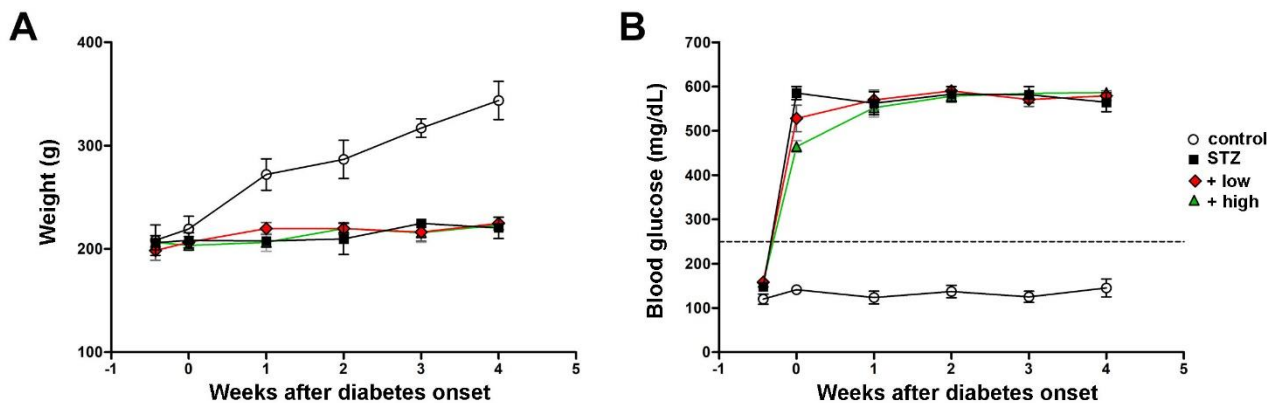 A
Weight (g)
400
300
200
100
-1 0 1 2 3 4 5
Weeks after diabetes onset
B
Blood glucose (mg/dL)
700
600
500
400
300
200
100
0
-1 0 1 2 3 4 5
Weeks after diabetes onset
control
STZ
+ low
+ high